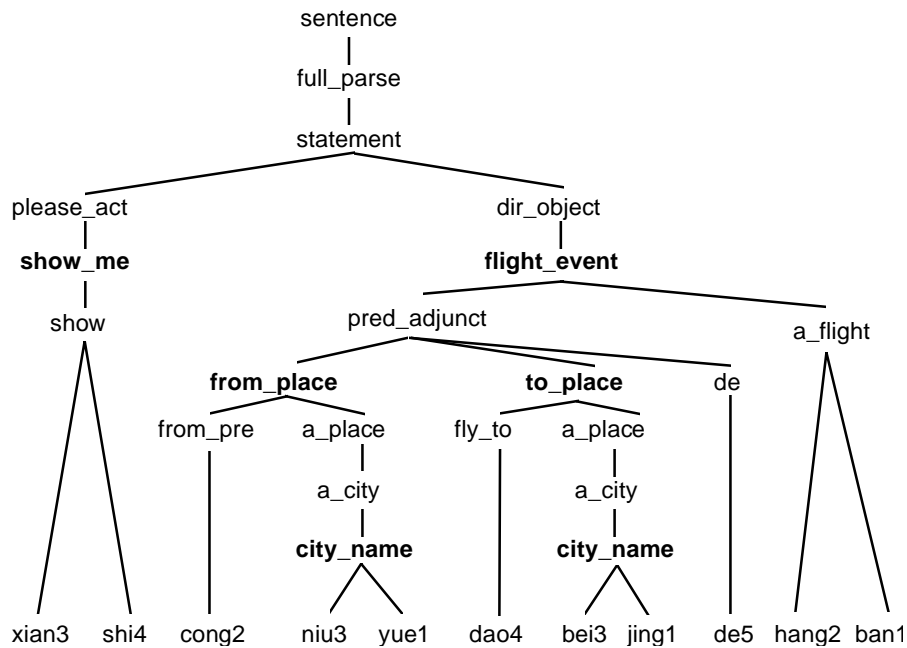 sentence
full_parse
statement
please_act dir_object
show_me flight_event
show pred_adjunct a_flight
from_place to_place de
from_pre a_place fly_to a_place
a_city a_city
city_name city_name
xian3 shi4 cong2 niu3 yue1 dao4 bei3 jing1 de5 hang2 ban1